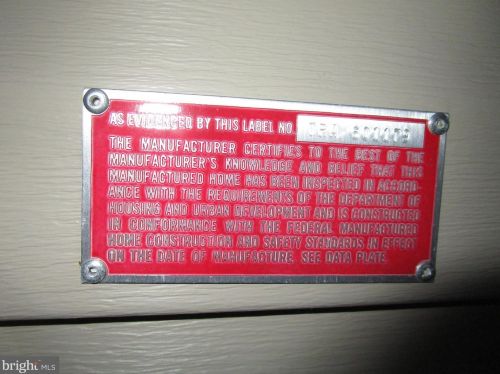 AS EVIDENCED BY THIS LABEL NO.
THE MANUFACTURER CERTIFIES TO THE BEST OF THE
MANUFACTURER'S KNOWLEDGE AND BELIEF THAT THIS
MANUFACTURED HOME HAS BEEN INSPECTED IN ACCORD-
ANCE WITH THE REQUIREMENTS OF THE DEPARTMENT OF
HOUSING AND URBAN DEVELOPMENT AND IS CONSTRUCTED
IN CONFORMANCE WITH THE FEDERAL MANUFACTURED
HOME CONSTRUCTION AND SAFETY STANDARDS IN EFFECT
ON THE DATE OF MANUFACTURE. SEE DATA PLATE.
bright MLS